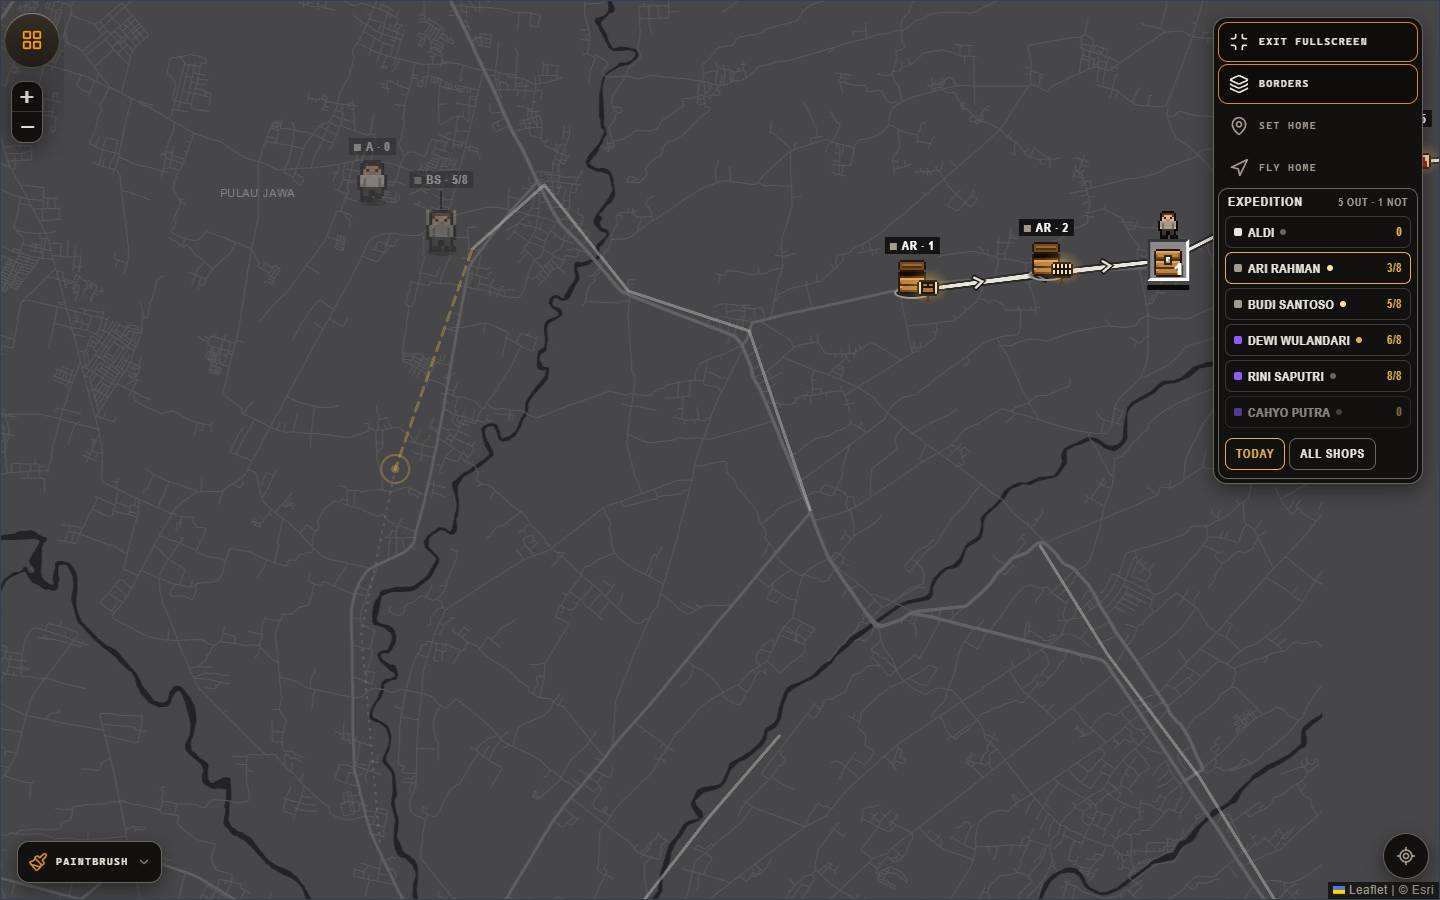 EXIT FULLSCREEN
BORDERS
SET HOME
FLY HOME
EXPEDITION 5 OUT · 1 NOT
ALDI 0
ARI RAHMAN 3/8
BUDI SANTOSO 5/8
DEWI WULANDARI 6/8
RINI SAPUTRI 8/8
CAHYO PUTRA 0
TODAY ALL SHOPS
+
−
A · 0
BS · 5/8
PULAU JAWA
AR · 1
AR · 2
1
PAINTBRUSH
Leaflet | © Esri